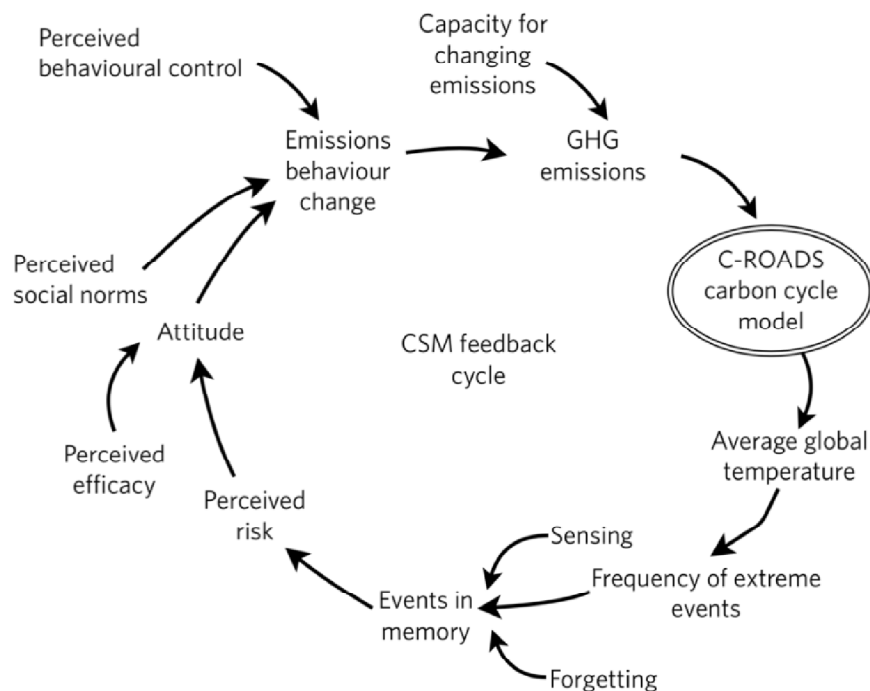 Perceived
behavioural control
Capacity for
changing emissions
Emissions
behaviour
change
GHG
emissions
C-ROADS
carbon cycle
model
Perceived
social norms
Attitude
CSM feedback
cycle
Perceived
efficacy
Average global
temperature
Perceived
risk
Sensing
Frequency of extreme
events
Events in
memory
Forgetting